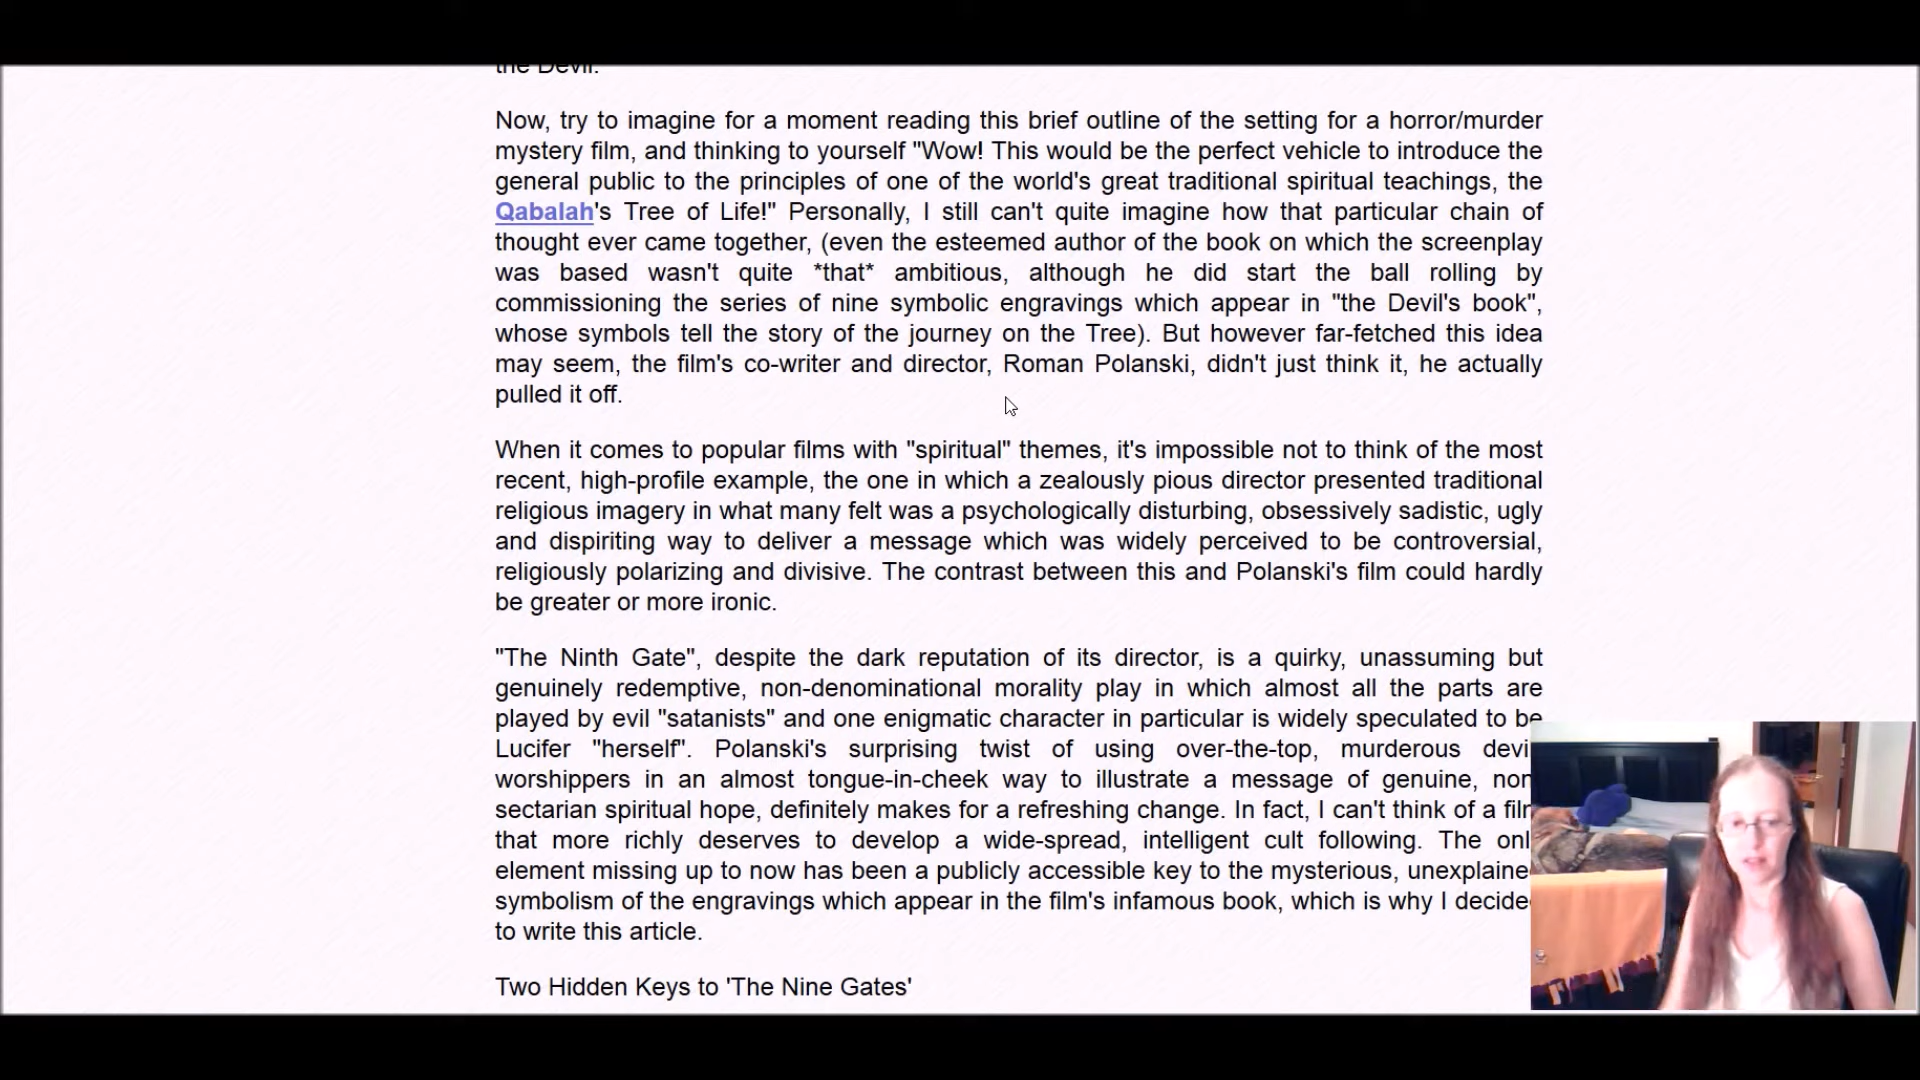 the Devil.
Now, try to imagine for a moment reading this brief outline of the setting for a horror/murder
mystery film, and thinking to yourself "Wow! This would be the perfect vehicle to introduce the
general public to the principles of one of the world's great traditional spiritual teachings, the
Qabalah's Tree of Life!" Personally, I still can't quite imagine how that particular chain of
thought ever came together, (even the esteemed author of the book on which the screenplay
was based wasn't quite *that* ambitious, although he did start the ball rolling by
commissioning the series of nine symbolic engravings which appear in "the Devil's book",
whose symbols tell the story of the journey on the Tree). But however far-fetched this idea
may seem, the film's co-writer and director, Roman Polanski, didn't just think it, he actually
pulled it off.
When it comes to popular films with "spiritual" themes, it's impossible not to think of the most
recent, high-profile example, the one in which a zealously pious director presented traditional
religious imagery in what many felt was a psychologically disturbing, obsessively sadistic, ugly
and dispiriting way to deliver a message which was widely perceived to be controversial,
religiously polarizing and divisive. The contrast between this and Polanski's film could hardly
be greater or more ironic.
"The Ninth Gate", despite the dark reputation of its director, is a quirky, unassuming but
genuinely redemptive, non-denominational morality play in which almost all the parts are
played by evil "satanists" and one enigmatic character in particular is widely speculated to be
Lucifer "herself". Polanski's surprising twist of using over-the-top, murderous devi
worshippers in an almost tongue-in-cheek way to illustrate a message of genuine, non
sectarian spiritual hope, definitely makes for a refreshing change. In fact, I can't think of a film
that more richly deserves to develop a wide-spread, intelligent cult following. The onl
element missing up to now has been a publicly accessible key to the mysterious, unexplaine
symbolism of the engravings which appear in the film's infamous book, which is why I decide
to write this article.
Two Hidden Keys to 'The Nine Gates'